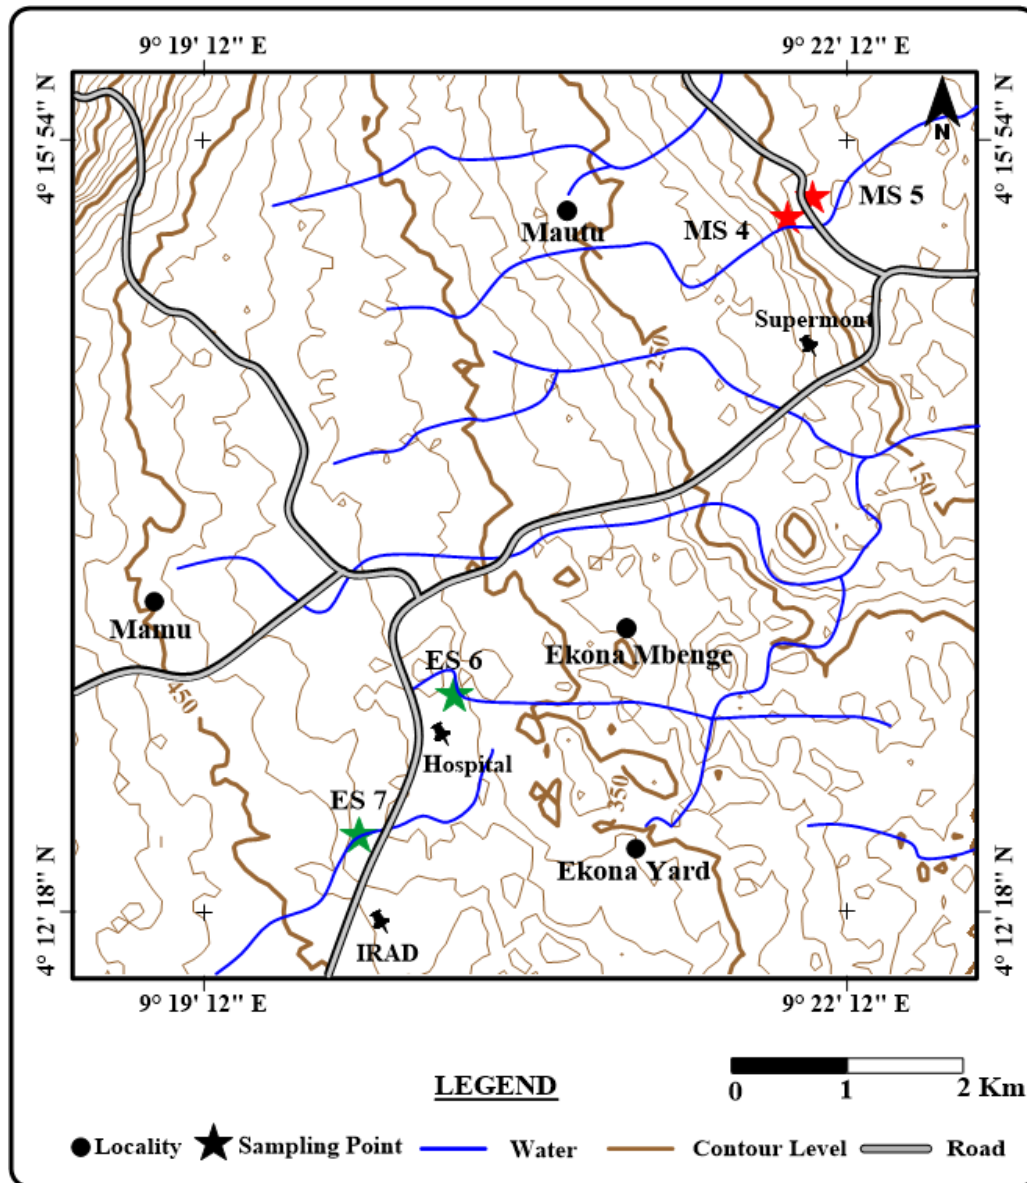 9° 19' 12" E
9° 22' 12" E
4° 15' 54" N
4° 15' 54" N
N
MS 5
MS 4
Mautu
Supermont
250
150
Mamu
Ekona Mbenge
ES 6
450
Hospital
ES 7
350
Ekona Yard
IRAD
4° 12' 18" N
4° 12' 18" N
9° 19' 12" E
9° 22' 12" E
LEGEND
0 1 2 Km
Locality Sampling Point Water Contour Level Road